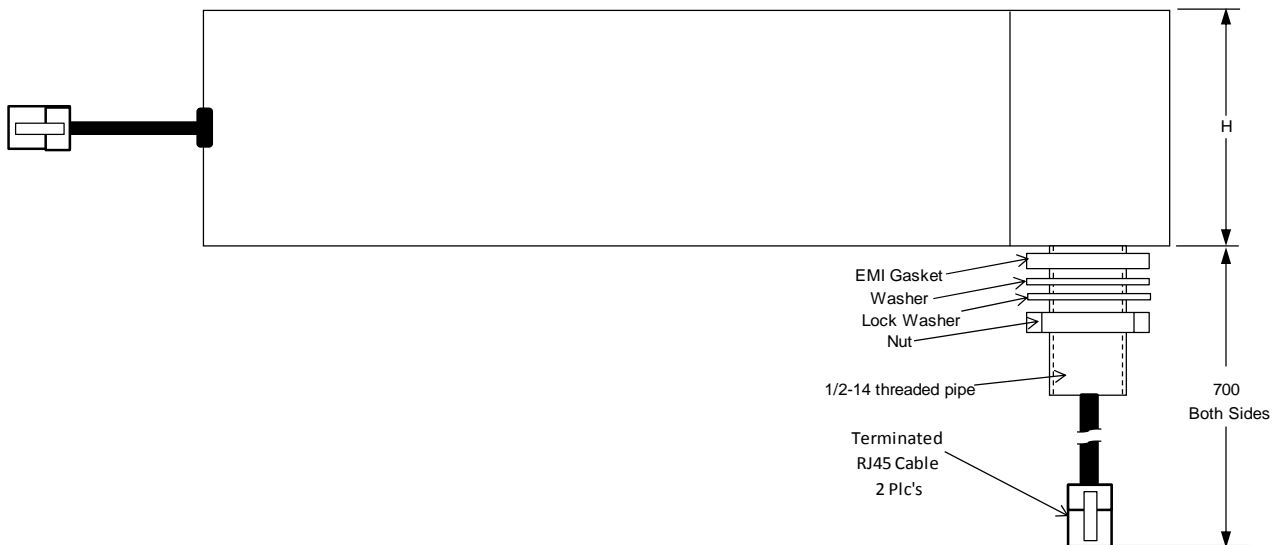 H
EMI Gasket
Washer
Lock Washer
Nut
1/2-14 threaded pipe
700
Both Sides
Terminated
RJ45 Cable
2 Plc's